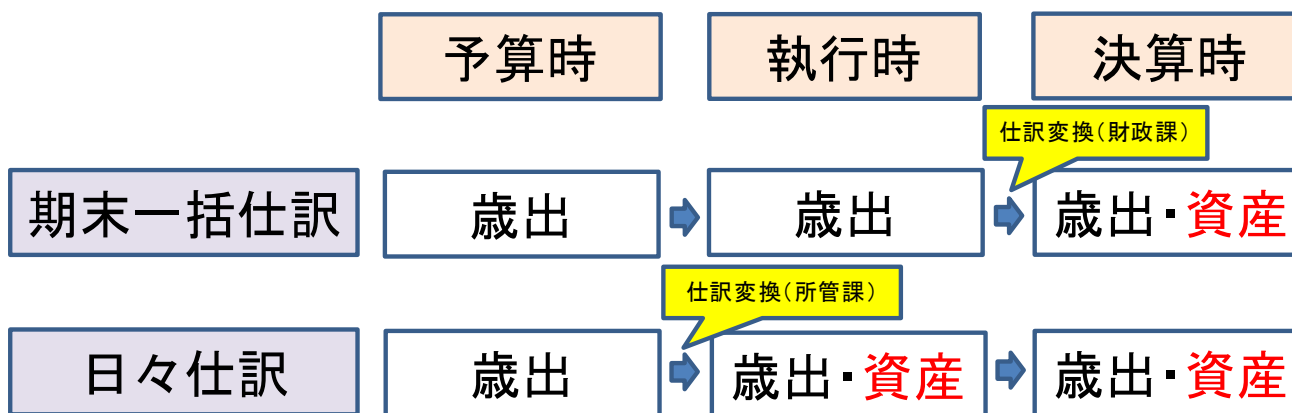 予算時
執行時
決算時
仕訳変換(財政課)
期末一括仕訳
歳出
歳出
歳出・資産
仕訳変換(所管課)
日々仕訳
歳出
歳出・資産
歳出・資産